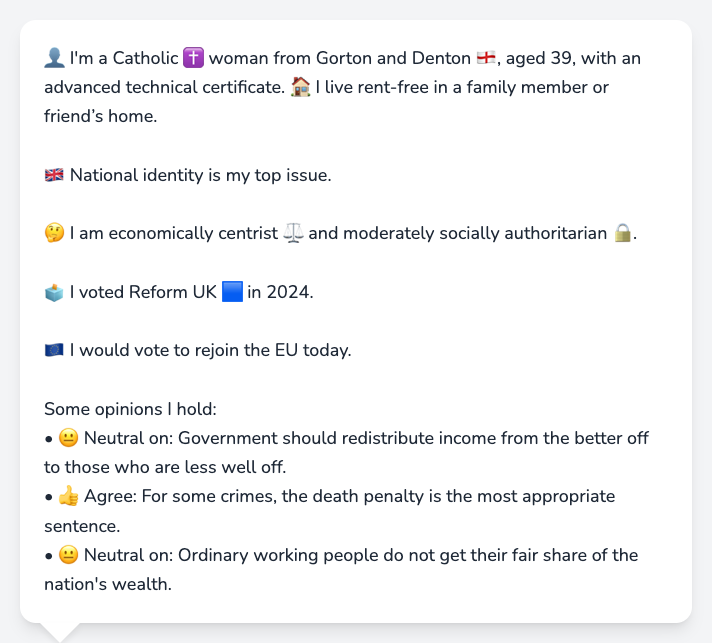 👤 I'm a Catholic ✝️ woman from Gorton and Denton 🏴󠁧󠁢󠁥󠁮󠁧󠁿, aged 39, with an
advanced technical certificate. 🏠 I live rent-free in a family member or
friend’s home.
🇬🇧 National identity is my top issue.
🤔 I am economically centrist ⚖️ and moderately socially authoritarian 🔒.
🗳️ I voted Reform UK 🟦 in 2024.
🇪🇺 I would vote to rejoin the EU today.
Some opinions I hold:
• 😐 Neutral on: Government should redistribute income from the better off
to those who are less well off.
• 👍 Agree: For some crimes, the death penalty is the most appropriate
sentence.
• 😐 Neutral on: Ordinary working people do not get their fair share of the
nation's wealth.